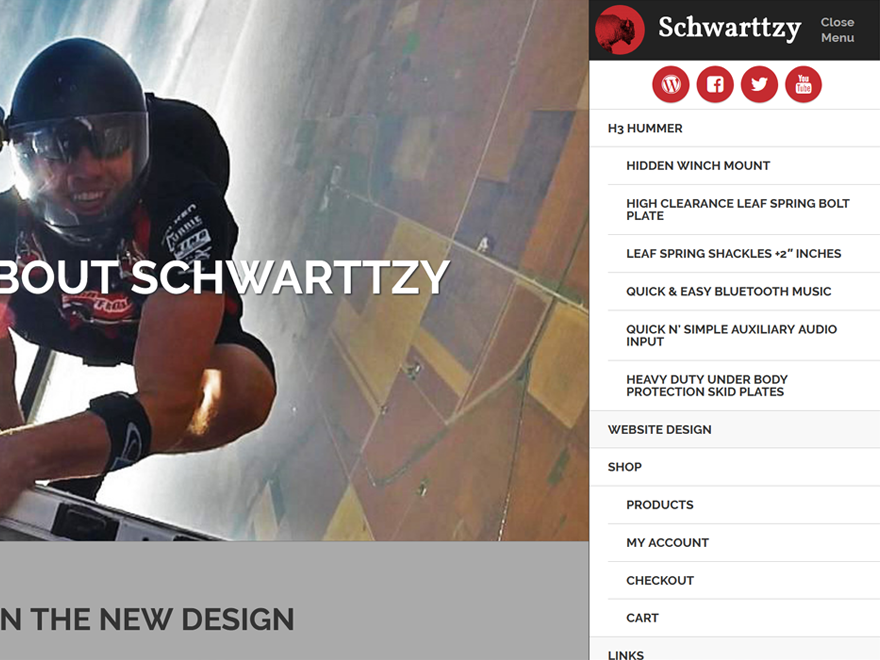 BOUT SCHWARTTZY
N THE NEW DESIGN
Schwarttzy
Close
Menu
You
Tube
H3 HUMMER
HIDDEN WINCH MOUNT
HIGH CLEARANCE LEAF SPRING BOLT
PLATE
LEAF SPRING SHACKLES +2″ INCHES
QUICK & EASY BLUETOOTH MUSIC
QUICK N' SIMPLE AUXILIARY AUDIO
INPUT
HEAVY DUTY UNDER BODY
PROTECTION SKID PLATES
WEBSITE DESIGN
SHOP
PRODUCTS
MY ACCOUNT
CHECKOUT
CART
LINKS